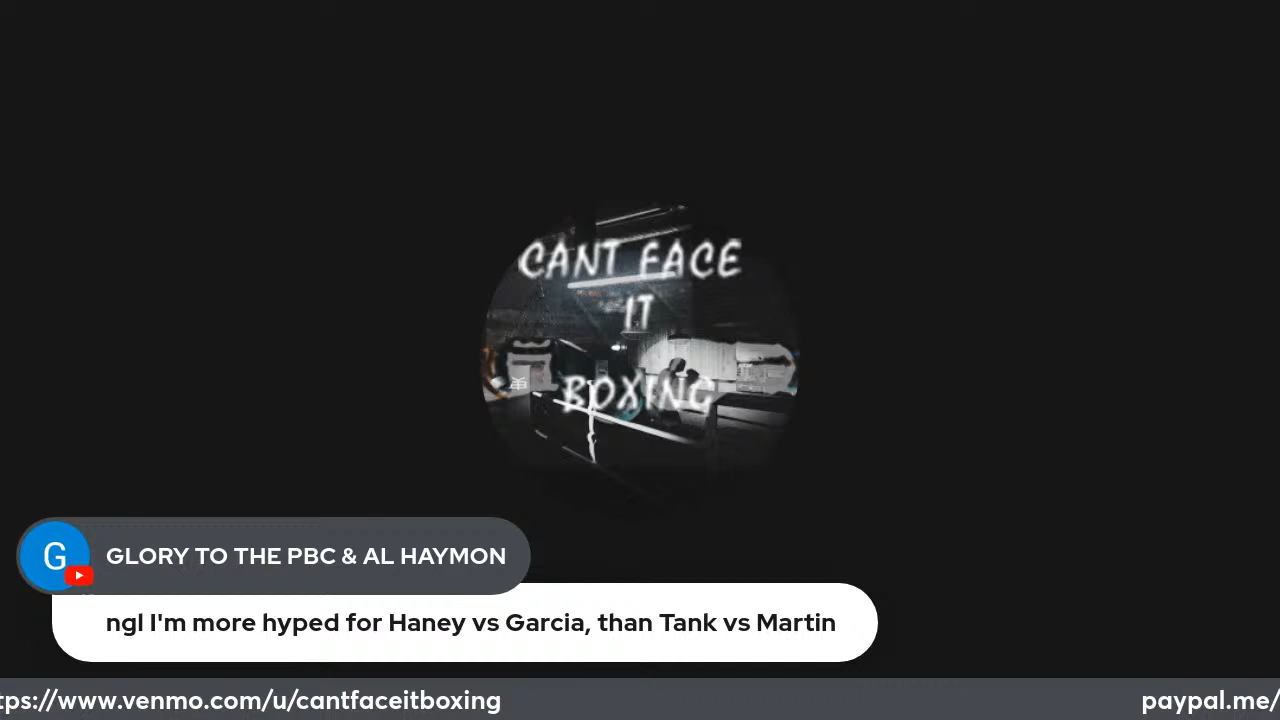 CANT FACE
IT
BOXING
G
GLORY TO THE PBC & AL HAYMON
ngl I'm more hyped for Haney vs Garcia, than Tank vs Martin
tps://www.venmo.com/u/cantfaceitboxing
paypal.me/